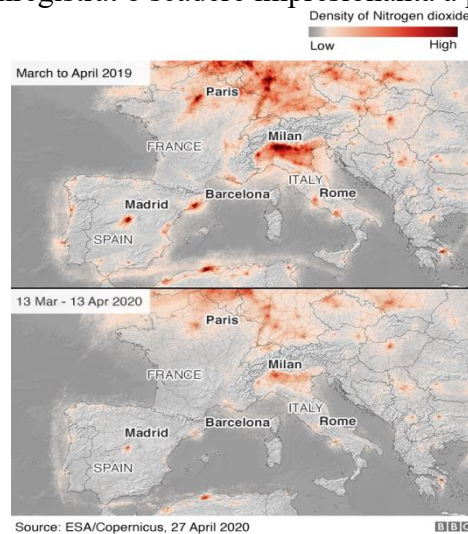 Density of Nitrogen dioxide
Low High
March to April 2019
Paris
FRANCE
Milan
ITALY
Barcelona
Rome
Madrid
SPAIN
13 Mar - 13 Apr 2020
Paris
FRANCE
Milan
ITALY
Barcelona
Rome
Madrid
SPAIN
Source: ESA/Copernicus, 27 April 2020
BBC